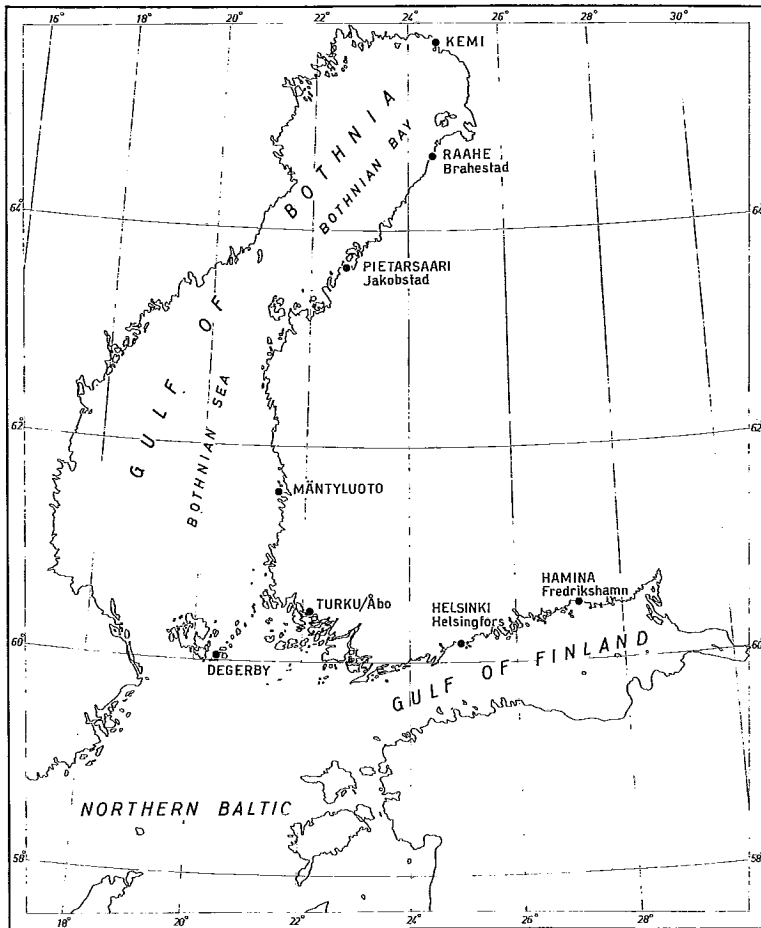 16° 18° 20° 22° 24° 26° 28° 30°
KEMI
RAAHE
Brahestad
BOTHNIA
BOTHNIAN BAY
64° 64°
PIETARSAARI
Jakobstad
GULF OF
BOTHNIAN SEA
62° 62°
MÄNTYLUOTO
TURKU/Åbo
HAMINA
Fredrikshamn
HELSINKI
Helsingfors
60° 60°
DEGERBY
GULF OF FINLAND
NORTHERN BALTIC
58° 58°
18° 20° 22° 24° 26° 28°